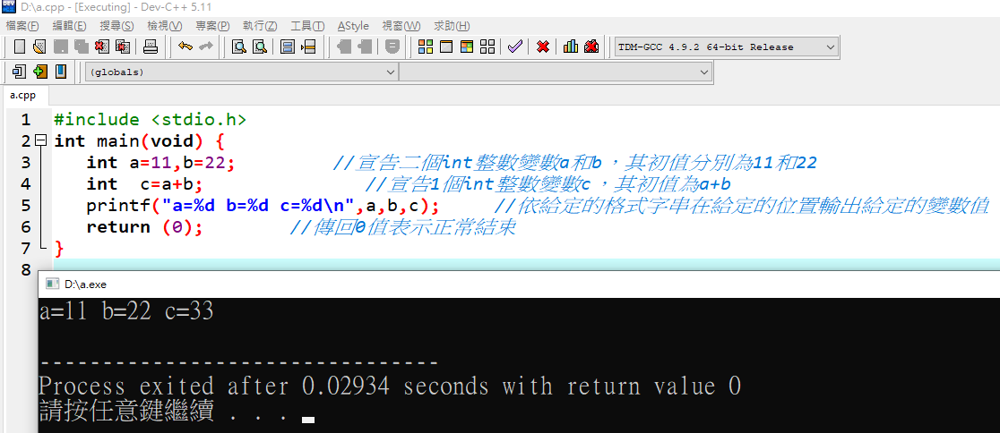 D:\a.cpp - [Executing] - Dev-C++ 5.11
檔案(F) 編輯(E) 搜尋(S) 檢視(V) 專案(P) 執行(Z) 工具(T) AStyle 視窗(W) 求助(H)
TDM-GCC 4.9.2 64-bit Release
(globals)
a.cpp
1 #include <stdio.h>
2 int main(void) {
3 int a=11,b=22; //宣告二個int整數變數a和b，其初值分別為11和22
4 int  c=a+b; //宣告1個int整數變數c，其初值為a+b
5 printf("a=%d b=%d c=%d\n",a,b,c); //依給定的格式字串在給定的位置輸出給定的變數值
6 return (0); //傳回0值表示正常結束
7 }
8
D:\a.exe
a=11 b=22 c=33
--------------------------------
Process exited after 0.02934 seconds with return value 0
請按任意鍵繼續 . . .